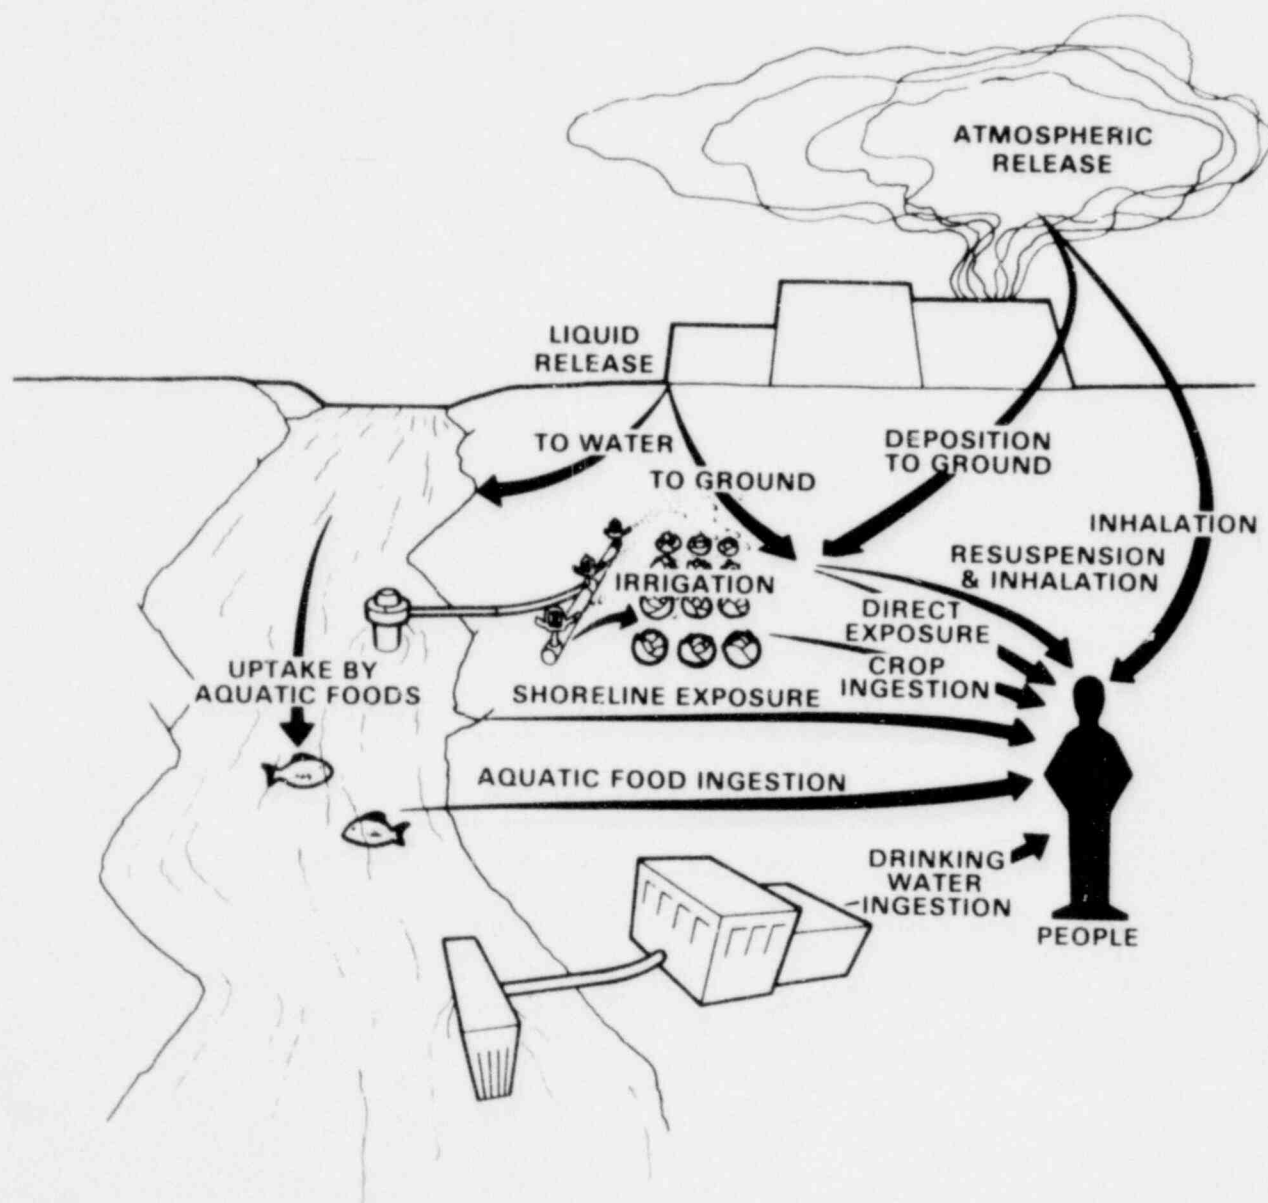 ATMOSPHERIC
RELEASE
LIQUID
RELEASE
TO WATER
TO GROUND
DEPOSITION
TO GROUND
INHALATION
RESUSPENSION
& INHALATION
IRRIGATION
DIRECT
EXPOSURE
CROP
INGESTION
UPTAKE BY
AQUATIC FOODS
SHORELINE EXPOSURE
AQUATIC FOOD INGESTION
DRINKING
WATER
INGESTION
PEOPLE